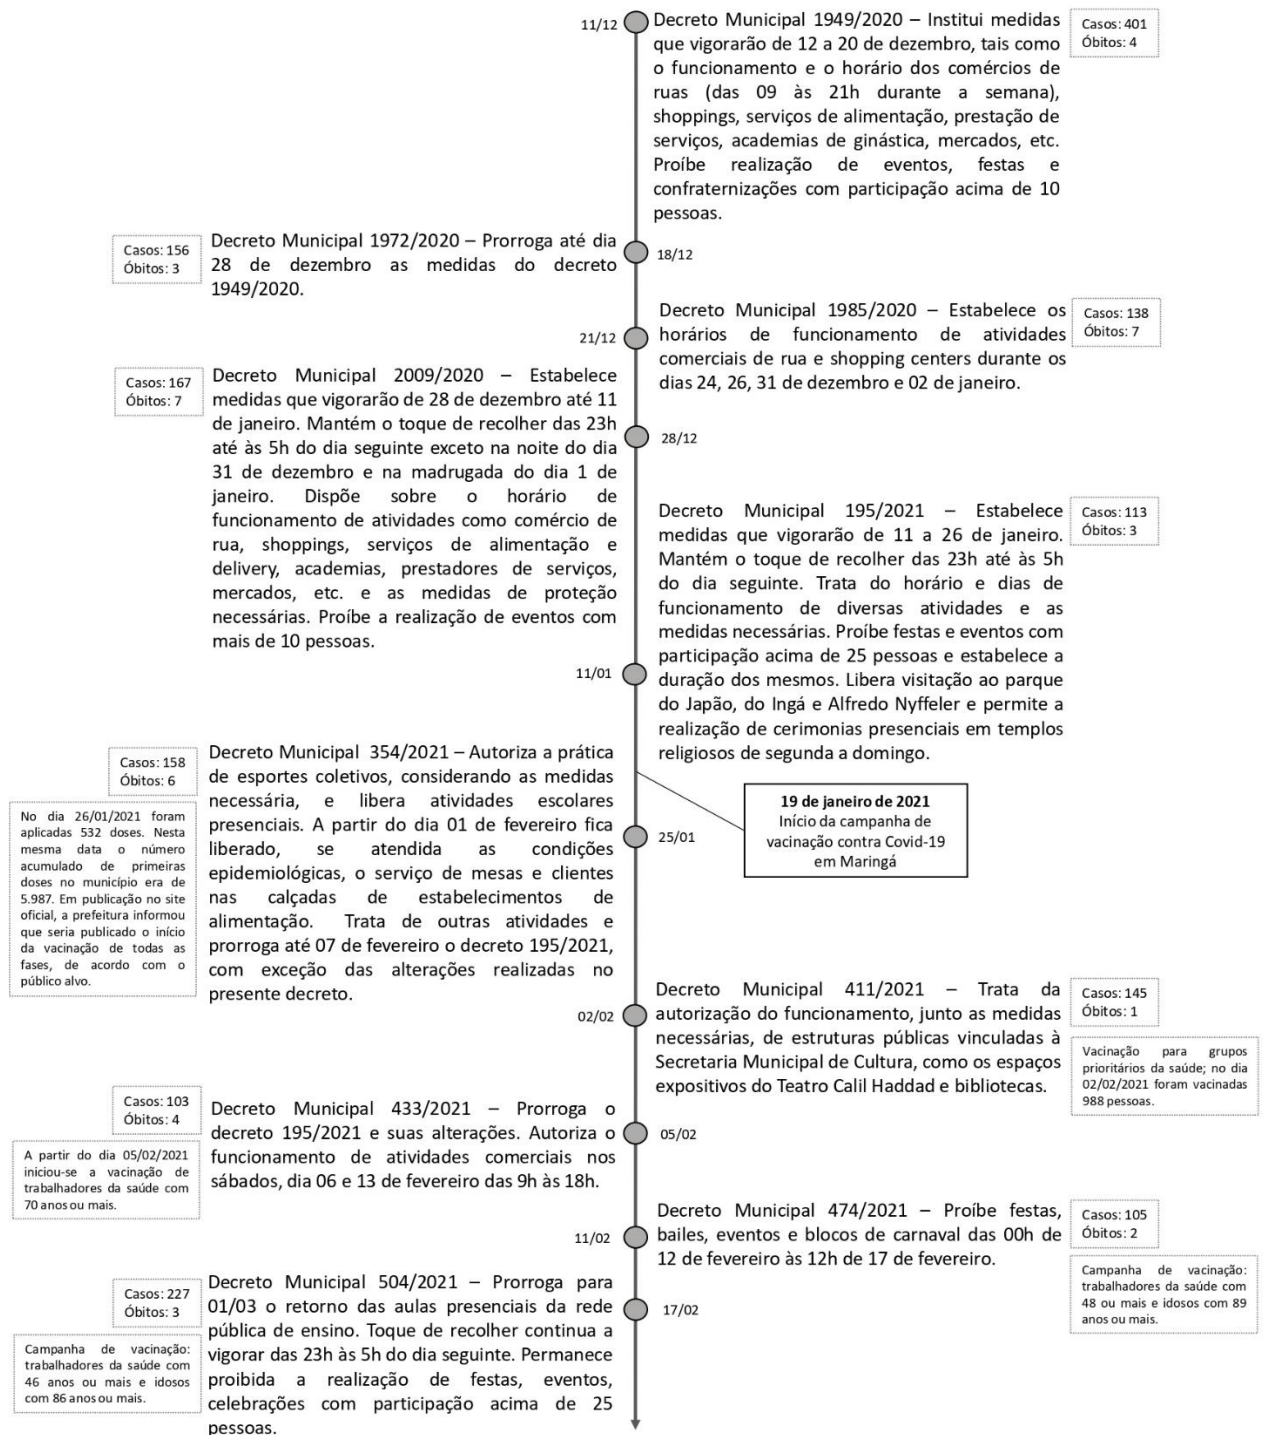 11/12
Decreto Municipal 1949/2020 – Institui medidas
que vigorarão de 12 a 20 de dezembro, tais como
o funcionamento e o horário dos comércios de
ruas (das 09 às 21h durante a semana),
shoppings, serviços de alimentação, prestação de
serviços, academias de ginástica, mercados, etc.
Proíbe realização de eventos, festas e
confraternizações com participação acima de 10
pessoas.
Casos: 401
Óbitos: 4
18/12
Decreto Municipal 1972/2020 – Prorroga até dia
28 de dezembro as medidas do decreto
1949/2020.
Casos: 156
Óbitos: 3
21/12
Decreto Municipal 1985/2020 – Estabelece os
horários de funcionamento de atividades
comerciais de rua e shopping centers durante os
dias 24, 26, 31 de dezembro e 02 de janeiro.
Casos: 138
Óbitos: 7
28/12
Decreto Municipal 2009/2020 – Estabelece
medidas que vigorarão de 28 de dezembro até 11
de janeiro. Mantém o toque de recolher das 23h
até às 5h do dia seguinte exceto na noite do dia
31 de dezembro e na madrugada do dia 1 de
janeiro. Dispõe sobre o horário de
funcionamento de atividades como comércio de
rua, shoppings, serviços de alimentação e
delivery, academias, prestadores de serviços,
mercados, etc. e as medidas de proteção
necessárias. Proíbe a realização de eventos com
mais de 10 pessoas.
Casos: 167
Óbitos: 7
11/01
Decreto Municipal 195/2021 – Estabelece
medidas que vigorarão de 11 a 26 de janeiro.
Mantém o toque de recolher das 23h até às 5h
do dia seguinte. Trata do horário e dias de
funcionamento de diversas atividades e as
medidas necessárias. Proíbe festas e eventos com
participação acima de 25 pessoas e estabelece a
duração dos mesmos. Libera visitação ao parque
do Japão, do Ingá e Alfredo Nyffeler e permite a
realização de cerimonias presenciais em templos
religiosos de segunda a domingo.
Casos: 113
Óbitos: 3
19 de janeiro de 2021
Início da campanha de
vacinação contra Covid-19
em Maringá
25/01
Decreto Municipal 354/2021 – Autoriza a prática
de esportes coletivos, considerando as medidas
necessária, e libera atividades escolares
presenciais. A partir do dia 01 de fevereiro fica
liberado, se atendida as condições
epidemiológicas, o serviço de mesas e clientes
nas calçadas de estabelecimentos de
alimentação. Trata de outras atividades e
prorroga até 07 de fevereiro o decreto 195/2021,
com exceção das alterações realizadas no
presente decreto.
Casos: 158
Óbitos: 6
No dia 26/01/2021 foram
aplicadas 532 doses. Nesta
mesma data o número
acumulado de primeiras
doses no município era de
5.987. Em publicação no site
oficial, a prefeitura informou
que seria publicado o início
da vacinação de todas as
fases, de acordo com o
público alvo.
02/02
Decreto Municipal 411/2021 – Trata da
autorização do funcionamento, junto as medidas
necessárias, de estruturas públicas vinculadas à
Secretaria Municipal de Cultura, como os espaços
expositivos do Teatro Calil Haddad e bibliotecas.
Casos: 145
Óbitos: 1
Vacinação para grupos
prioritários da saúde; no dia
02/02/2021 foram vacinadas
988 pessoas.
05/02
Decreto Municipal 433/2021 – Prorroga o
decreto 195/2021 e suas alterações. Autoriza o
funcionamento de atividades comerciais nos
sábados, dia 06 e 13 de fevereiro das 9h às 18h.
Casos: 103
Óbitos: 4
A partir do dia 05/02/2021
iniciou-se a vacinação de
trabalhadores da saúde com
70 anos ou mais.
11/02
Decreto Municipal 474/2021 – Proíbe festas,
bailes, eventos e blocos de carnaval das 00h de
12 de fevereiro às 12h de 17 de fevereiro.
Casos: 105
Óbitos: 2
Campanha de vacinação:
trabalhadores da saúde com
48 ou mais e idosos com 89
anos ou mais.
17/02
Decreto Municipal 504/2021 – Prorroga para
01/03 o retorno das aulas presenciais da rede
pública de ensino. Toque de recolher continua a
vigorar das 23h às 5h do dia seguinte. Permanece
proibida a realização de festas, eventos,
celebrações com participação acima de 25
pessoas.
Casos: 227
Óbitos: 3
Campanha de vacinação:
trabalhadores da saúde com
46 anos ou mais e idosos
com 86 anos ou mais.